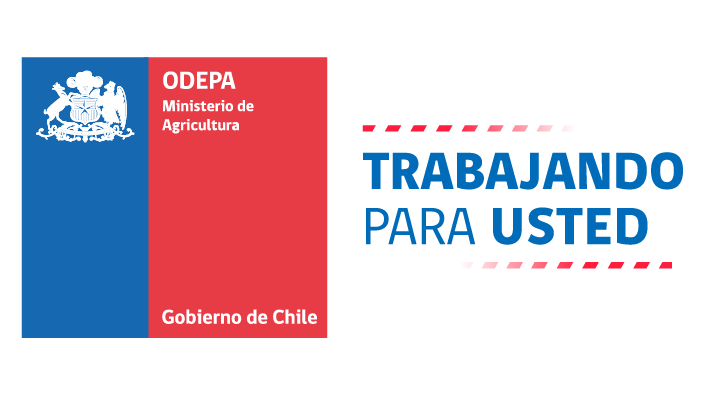 ODEPA
Ministerio de
Agricultura
Gobierno de Chile
TRABAJANDO
PARA USTED